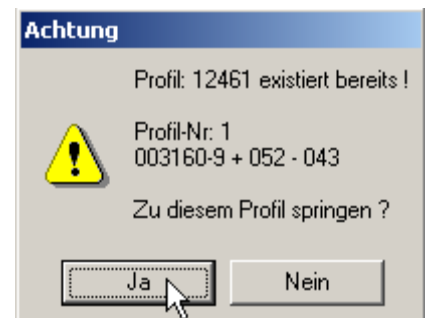 Achtung
Profil: 12461 existiert bereits !
Profil-Nr: 1
003160-9 + 052 - 043
Zu diesem Profil springen ?
Ja
Nein